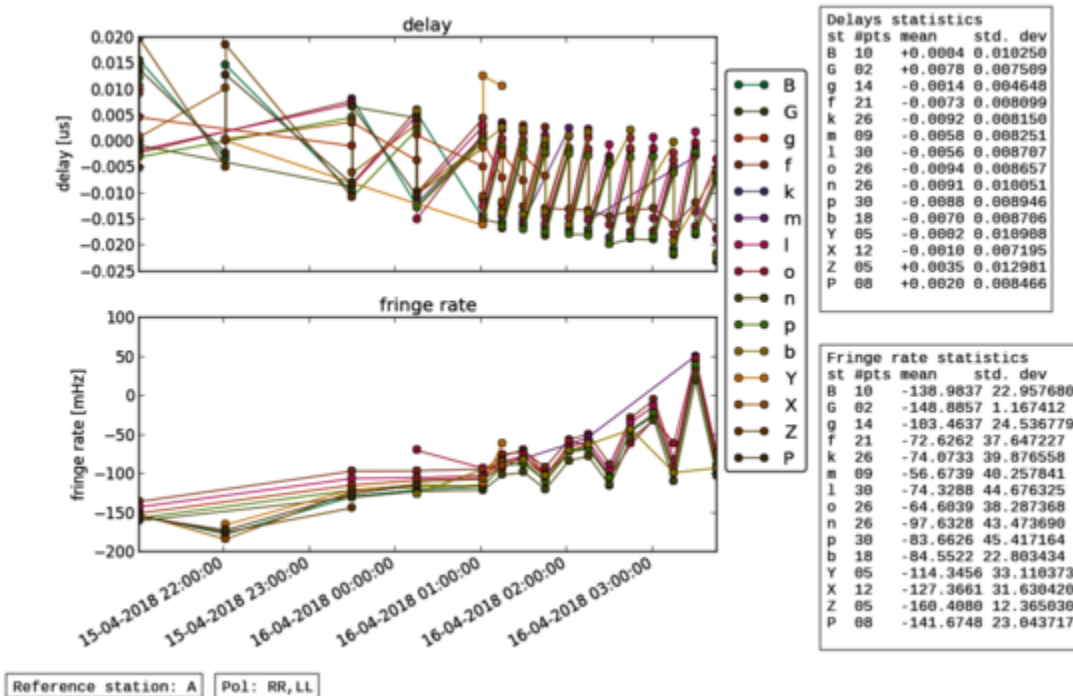 delay
0.020
0.015
0.010
0.005
0.000
−0.005
−0.010
−0.015
−0.020
−0.025
delay [us]
fringe rate
100
50
0
−50
−100
−150
−200
fringe rate [mHz]
15-04-2018 22:00:00
15-04-2018 23:00:00
16-04-2018 00:00:00
16-04-2018 01:00:00
16-04-2018 02:00:00
16-04-2018 03:00:00
B
G
g
f
k
m
l
o
n
p
b
Y
X
Z
P
Delays statistics
st #pts mean std. dev
B 10 +0.0004 0.010250
G 02 +0.0078 0.007509
g 14 -0.0014 0.004648
f 21 -0.0073 0.008099
k 26 -0.0092 0.008150
m 09 -0.0058 0.008251
l 30 -0.0056 0.008707
o 26 -0.0094 0.008657
n 26 -0.0091 0.010051
p 30 -0.0088 0.008946
b 18 -0.0070 0.008706
Y 05 -0.0002 0.010908
X 12 -0.0010 0.007195
Z 05 +0.0035 0.012981
P 08 +0.0020 0.008466
Fringe rate statistics
st #pts mean std. dev
B 10 -138.9837 22.957680
G 02 -148.8857 1.167412
g 14 -103.4637 24.536779
f 21 -72.6262 37.647227
k 26 -74.0733 39.876558
m 09 -56.6739 40.257841
l 30 -74.3288 44.676325
o 26 -64.6039 38.287368
n 26 -97.6328 43.473690
p 30 -83.6626 45.417164
b 18 -84.5522 22.803434
Y 05 -114.3456 33.110373
X 12 -127.3661 31.630420
Z 05 -160.4080 12.365030
P 08 -141.6748 23.043717
Reference station: A
Pol: RR,LL